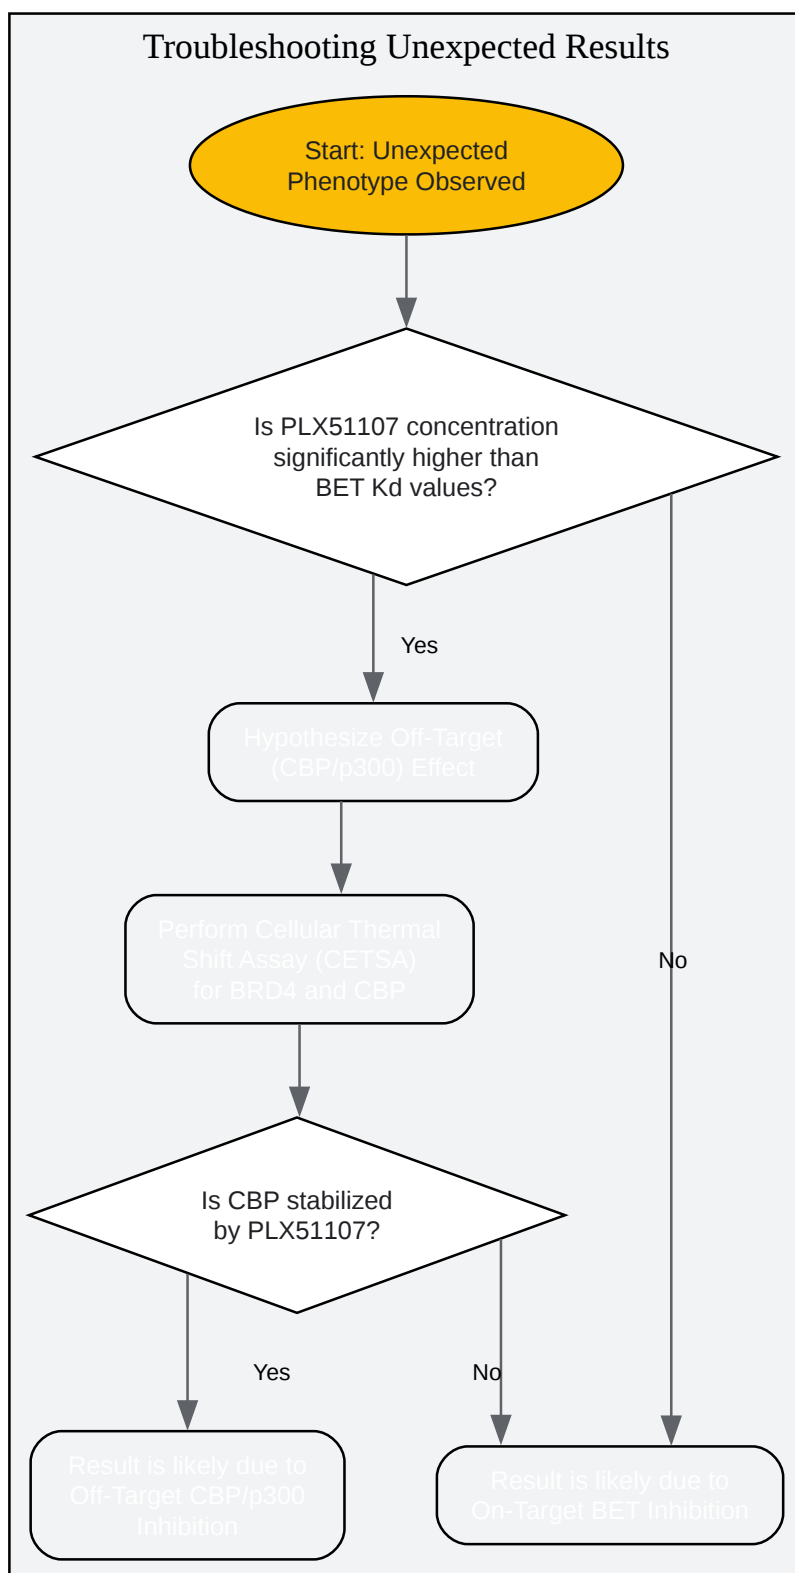 Troubleshooting Unexpected Results
Start: Unexpected
Phenotype Observed
Is PLX51107 concentration
significantly higher than
BET Kd values?
Yes
Hypothesize Off-Target
(CBP/p300) Effect
Perform Cellular Thermal
Shift Assay (CETSA)
for BRD4 and CBP
No
Is CBP stabilized
by PLX51107?
Yes
No
Result is likely due to
Off-Target CBP/p300
Inhibition
Result is likely due to
On-Target BET Inhibition